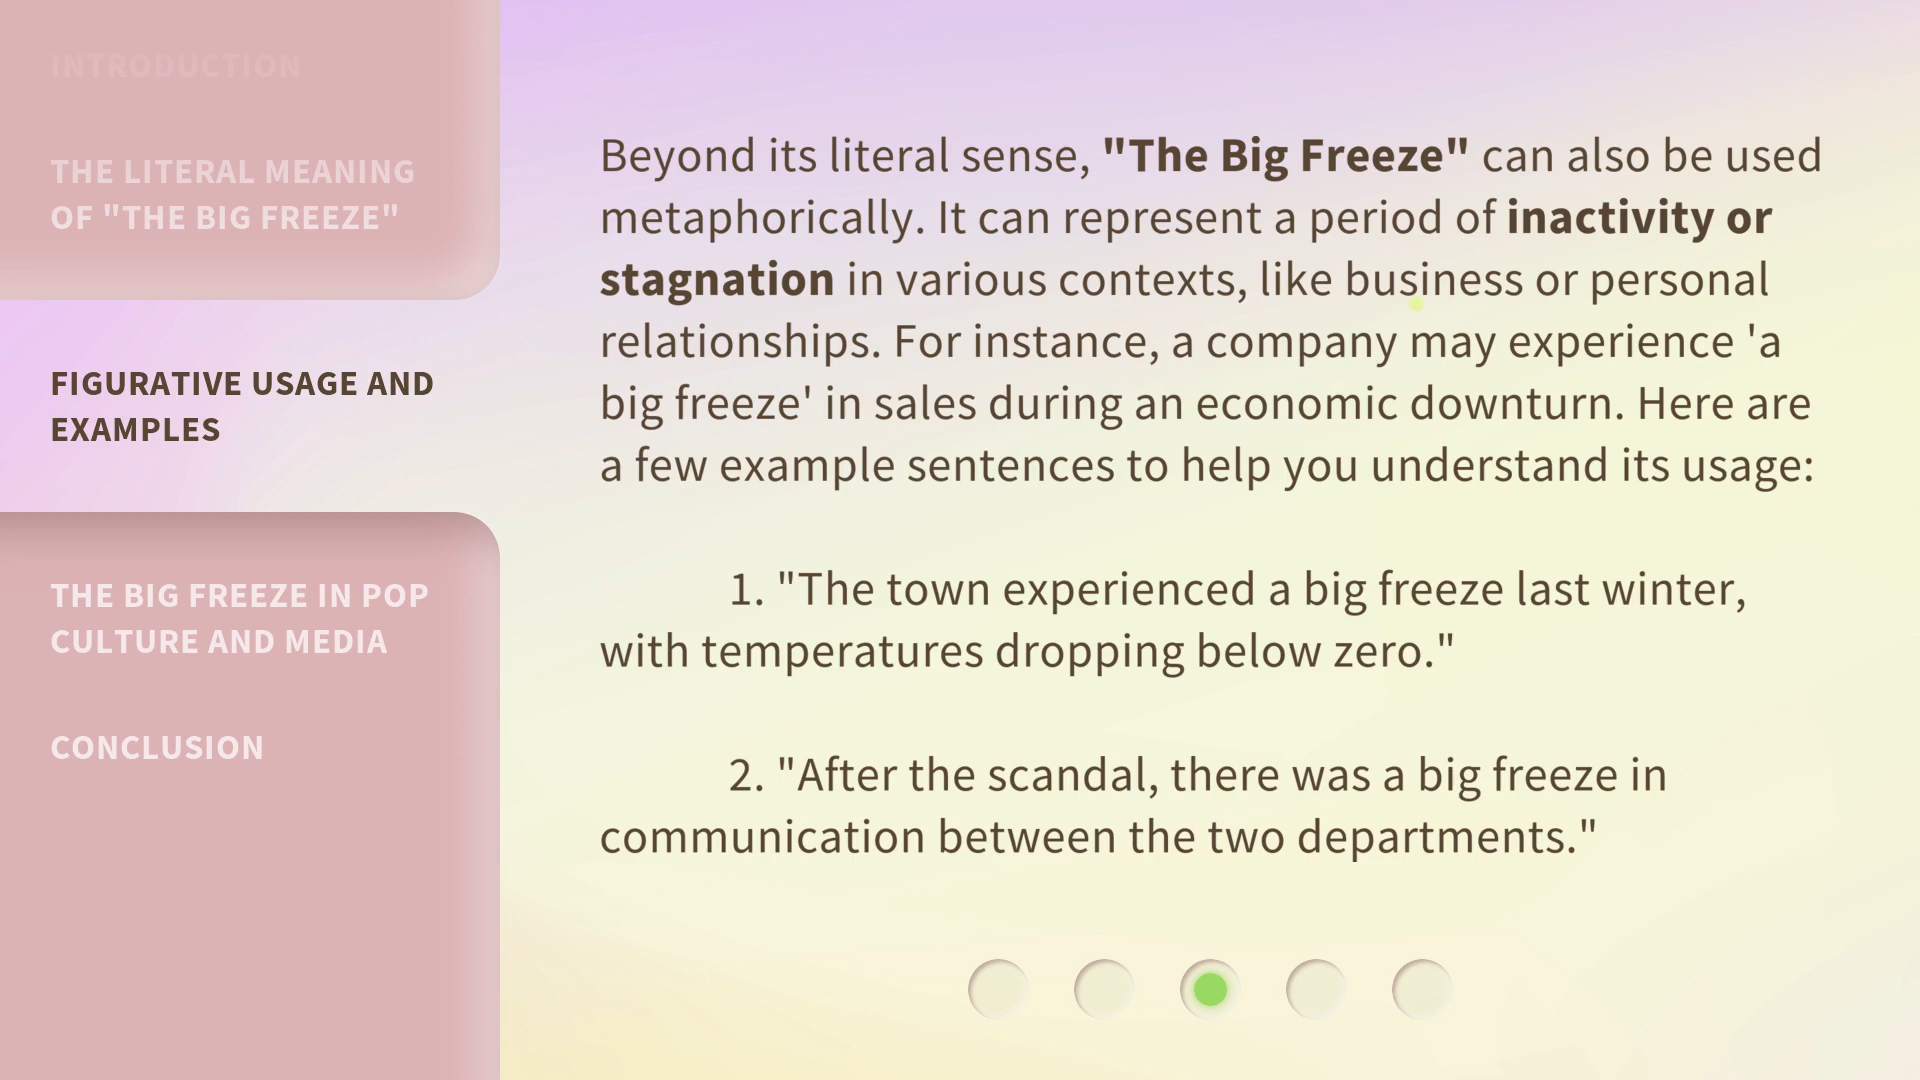 INTRODUCTION
THE LITERAL MEANING
OF "THE BIG FREEZE"
FIGURATIVE USAGE AND
EXAMPLES
THE BIG FREEZE IN POP
CULTURE AND MEDIA
CONCLUSION
Beyond its literal sense, "The Big Freeze" can also be used
metaphorically. It can represent a period of inactivity or
stagnation in various contexts, like business or personal
relationships. For instance, a company may experience 'a
big freeze' in sales during an economic downturn. Here are
a few example sentences to help you understand its usage:
1. "The town experienced a big freeze last winter,
with temperatures dropping below zero."
2. "After the scandal, there was a big freeze in
communication between the two departments."